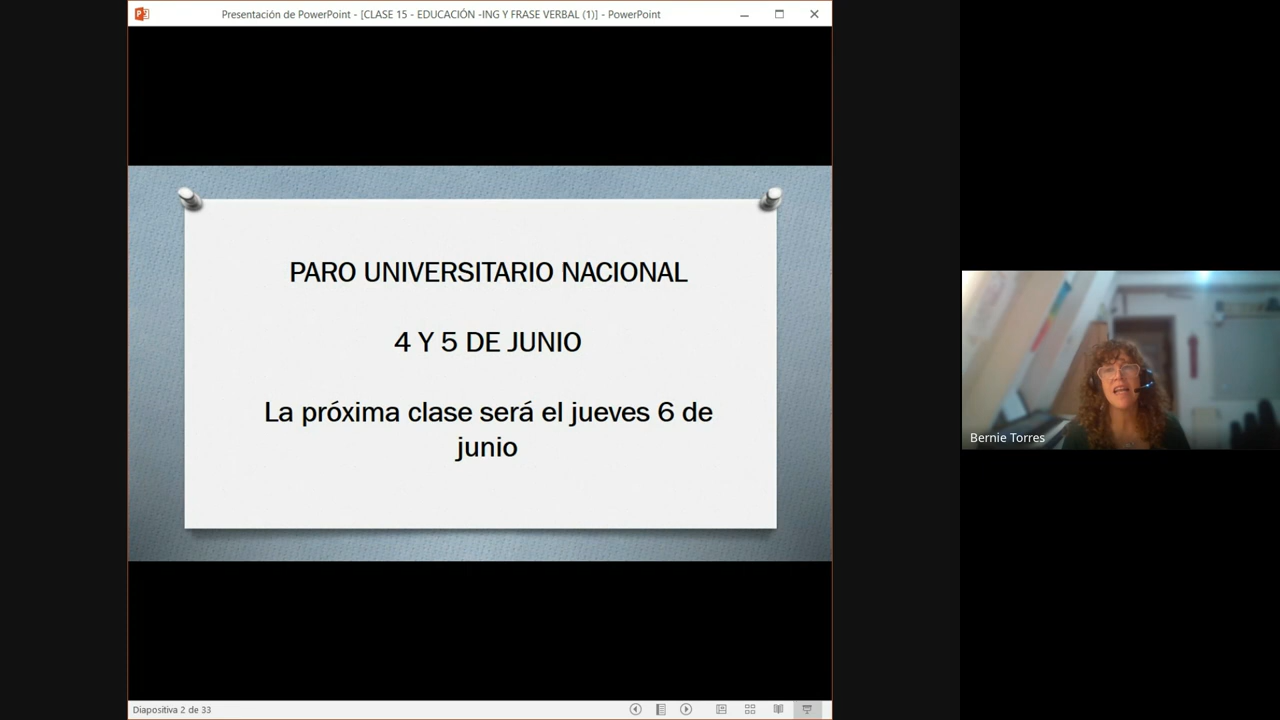 Presentación de PowerPoint - [CLASE 15 - EDUCACIÓN -ING Y FRASE VERBAL (1)] - PowerPoint
PARO UNIVERSITARIO NACIONAL
4 Y 5 DE JUNIO
La próxima clase será el jueves 6 de
junio
Bernie Torres
Diapositiva 2 de 33